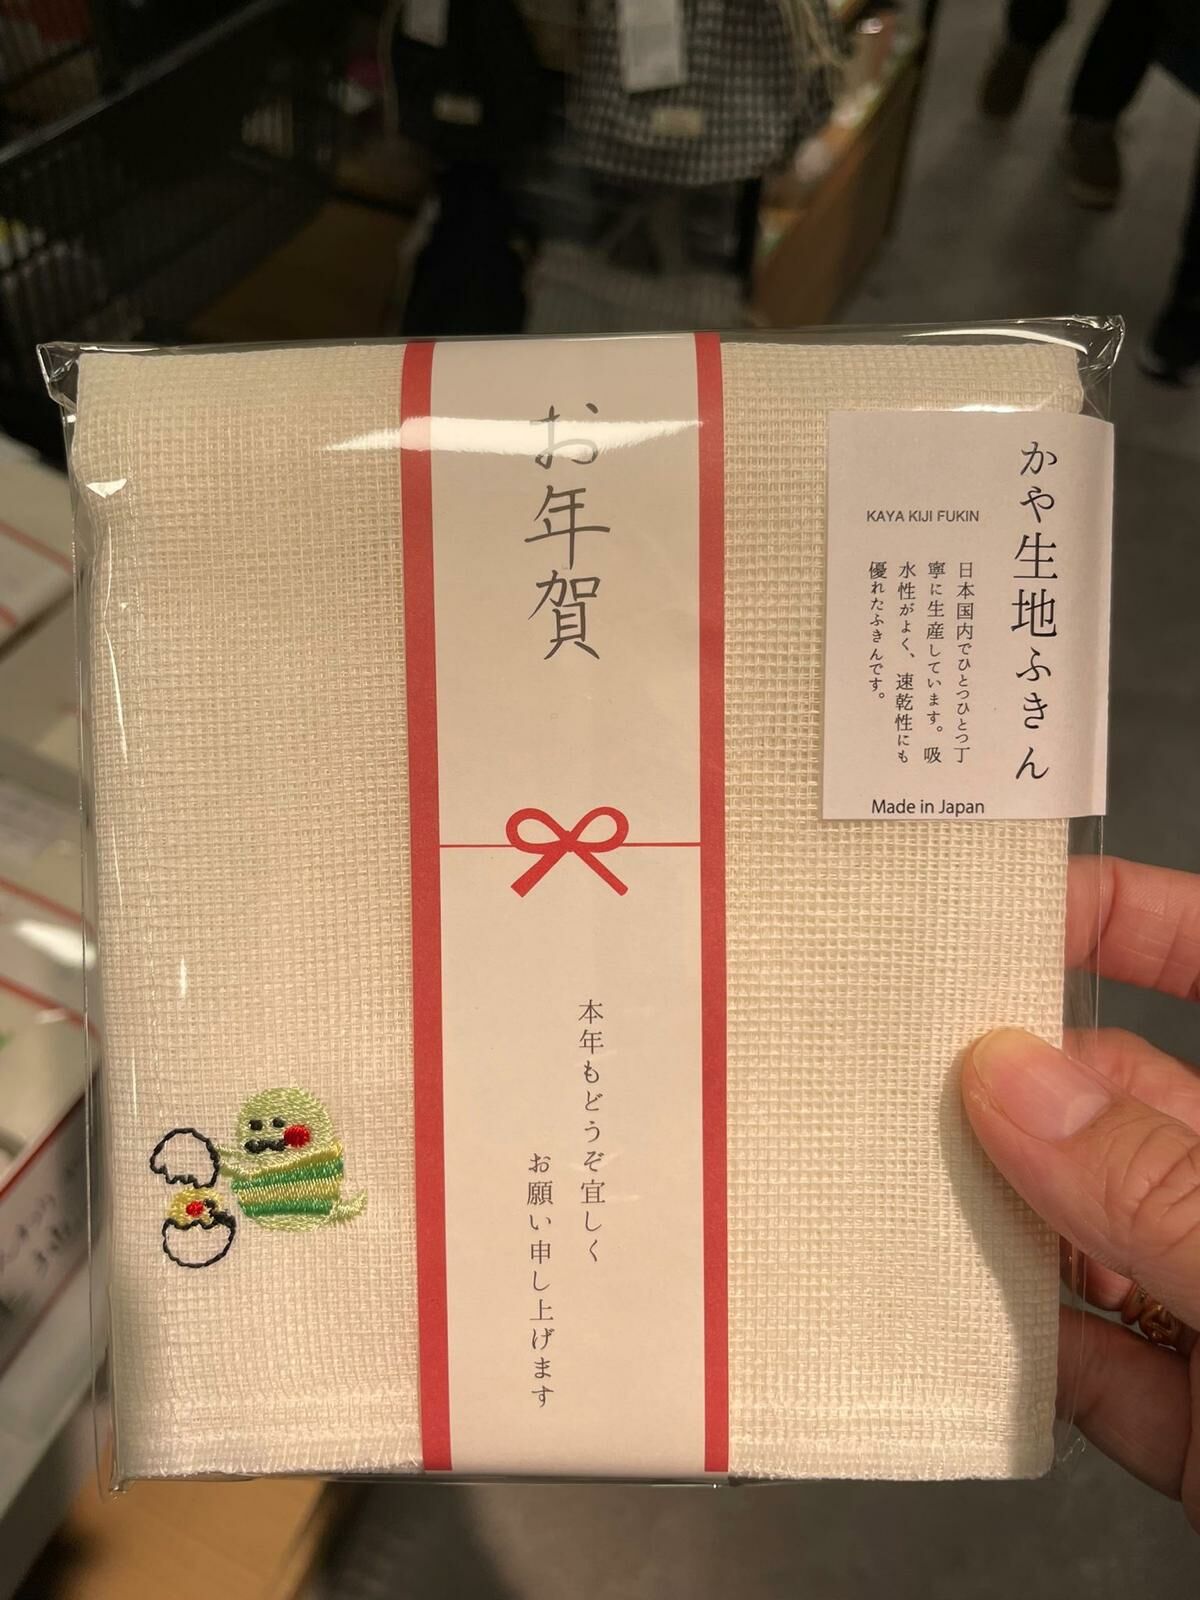 お年賀
本年もどうぞ宜しく
お願い申し上げます
かや生地ふきん
KAYA KIJI FUKIN
日本国内でひとつひとつ丁
寧に生産しています。吸
水性がよく、速乾性にも
優れたふきんです。
Made in Japan